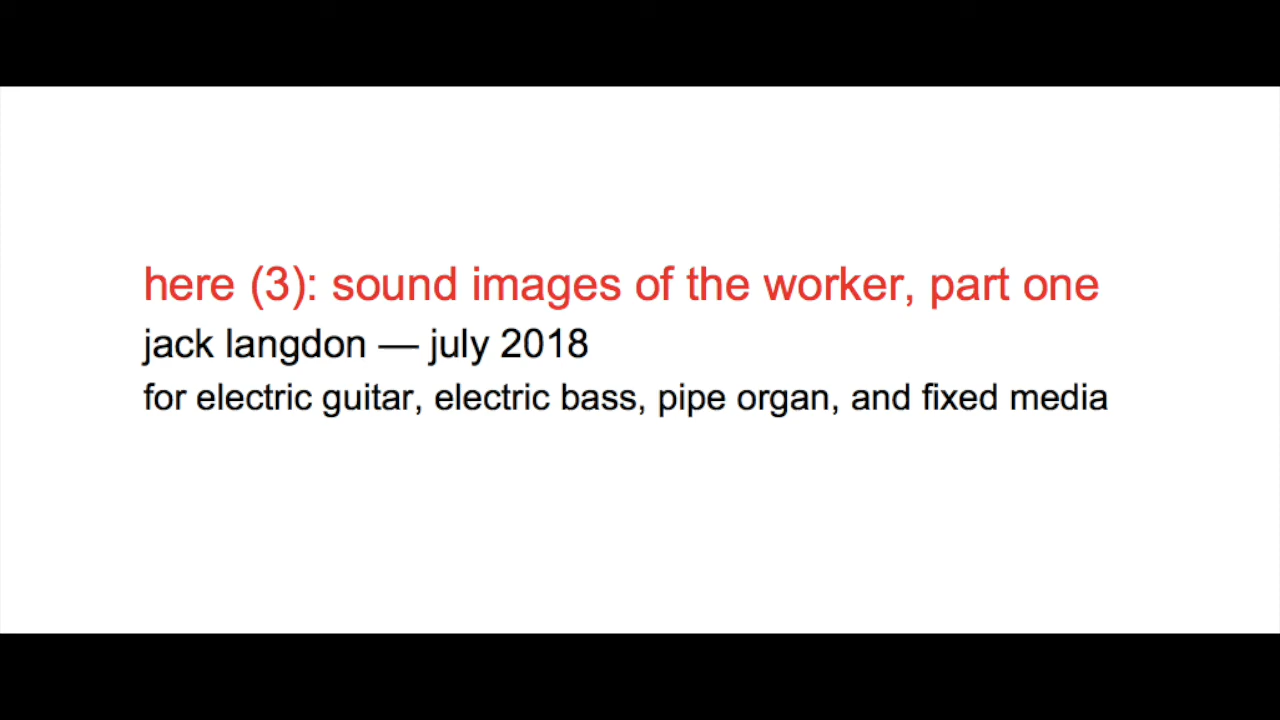 here (3): sound images of the worker, part one
jack langdon — july 2018
for electric guitar, electric bass, pipe organ, and fixed media